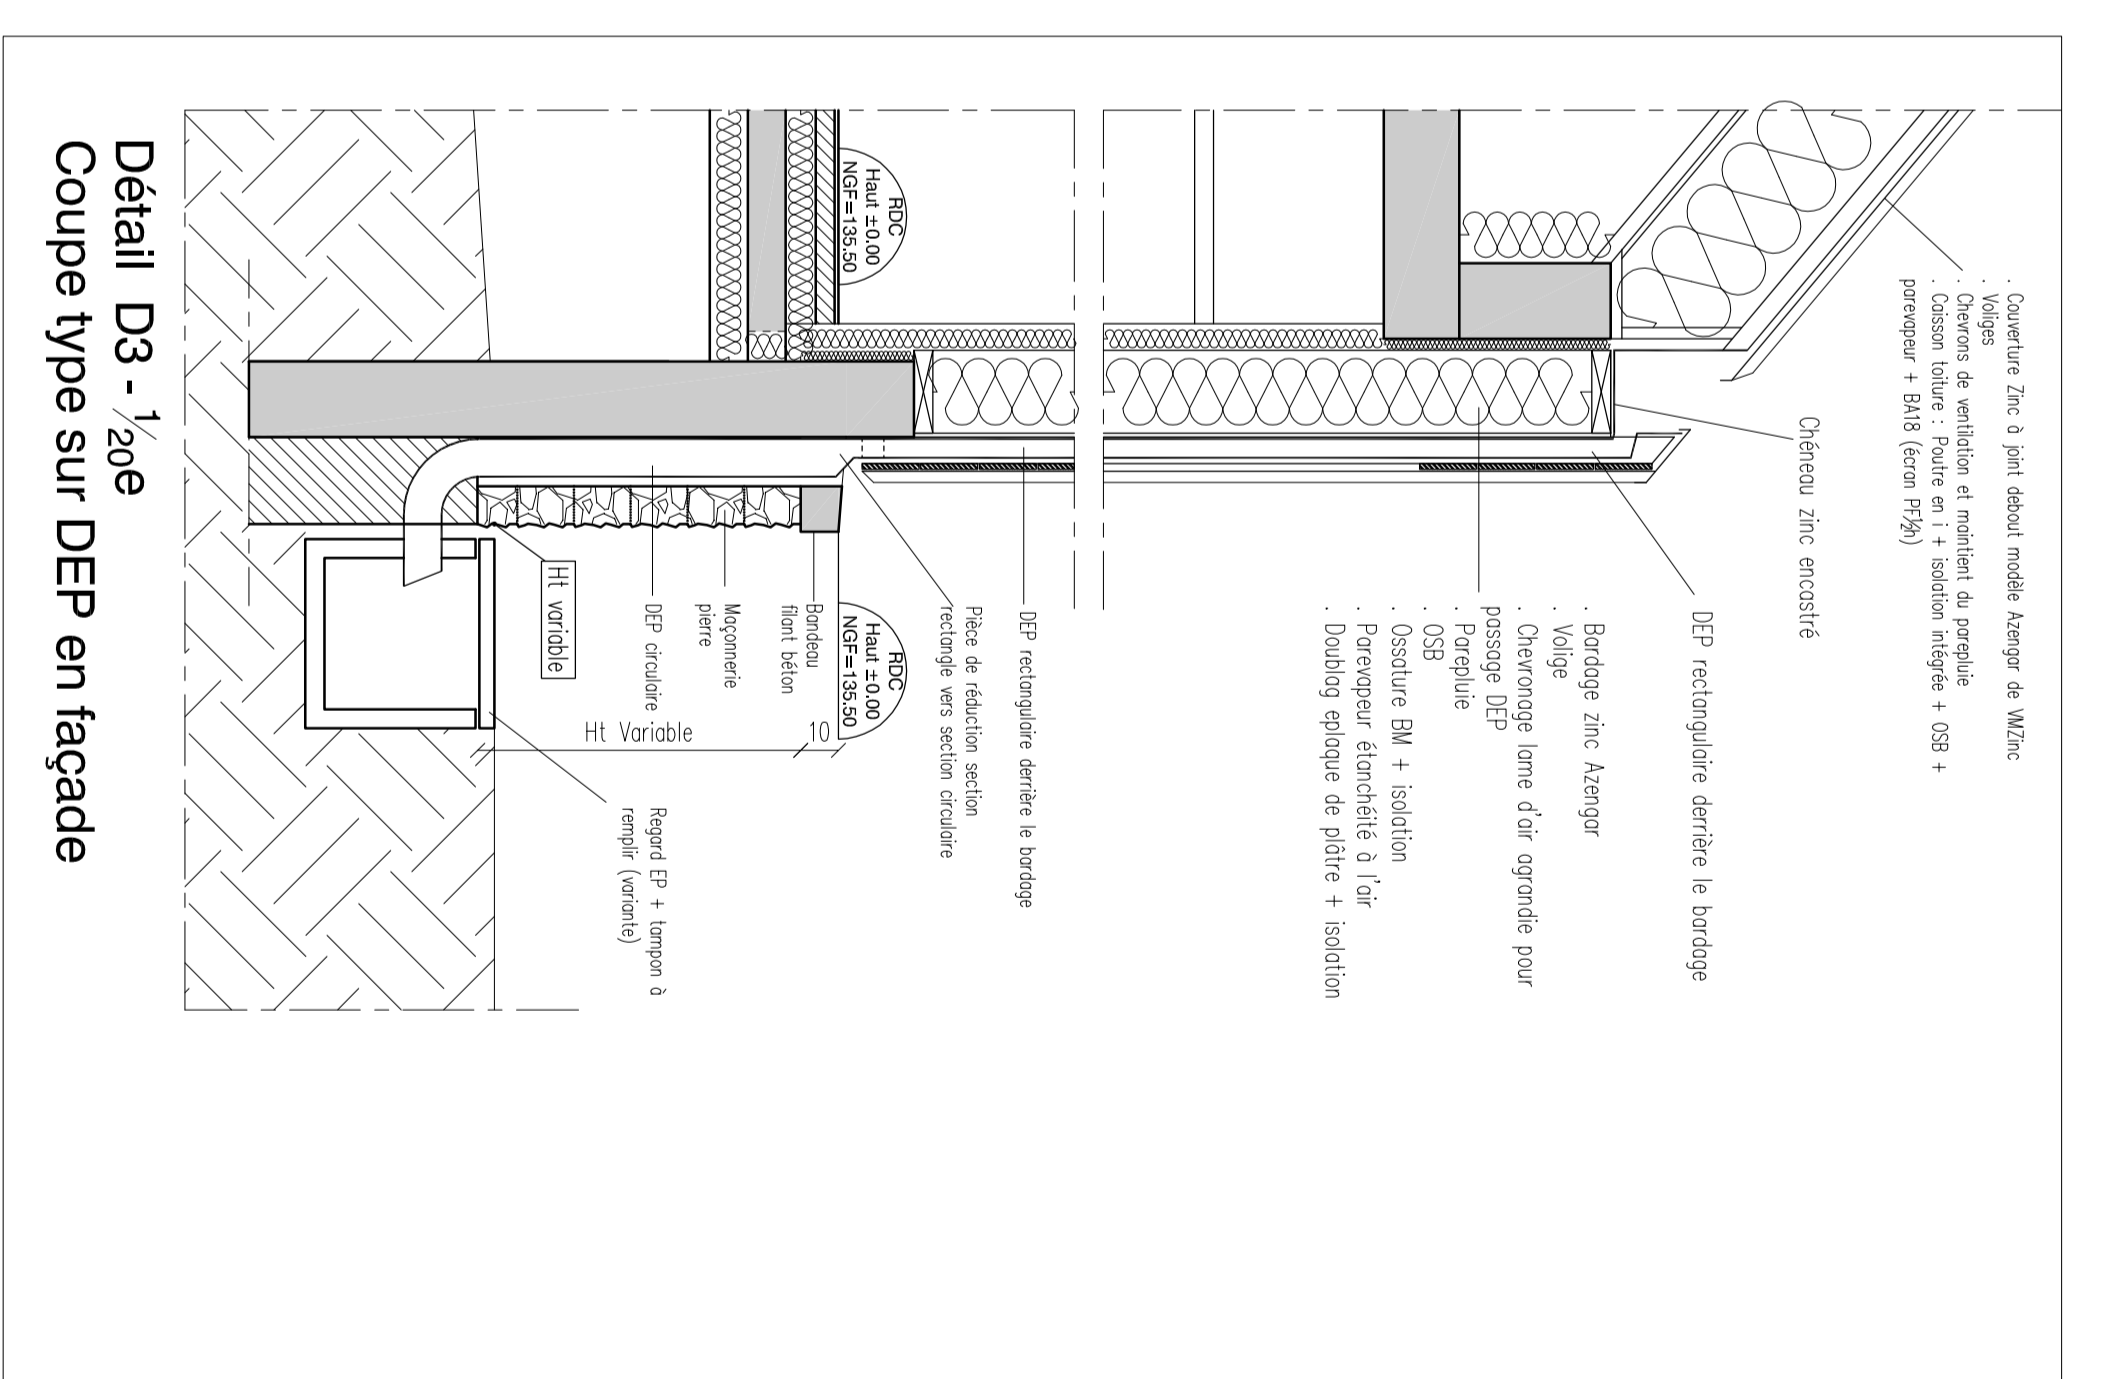 . Couverture Zinc à joint debout modèle Azengar de VMZinc
. Voliges
. Chevrons de ventilation et maintient du parepluie
. Caisson toiture : Poutre en i + isolation intégrée + OSB +
parevapeur + BA18 (écran PF½h)
Chéneau zinc encastré
DEP rectangulaire derrière le bardage
. Bardage zinc Azengar
. Volige
. Chevronage lame d'air agrandie pour
passage DEP
. Parepluie
. OSB
. Ossature BM + isolation
. Parevapeur étanchéité à l'air
. Doublag eplaque de plâtre + isolation
DEP rectangulaire derrière le bardage
Pièce de réduction section
rectangle vers section circulaire
RDC
Haut ±0.00
NGF=135.50
RDC
Haut ±0.00
NGF=135.50
10
Ht Variable
Bandeau
filant béton
Maçonnerie
pierre
DEP circulaire
Ht variable
Regard EP + tampon à
remplir (variante)
Détail D3 - 1/20e
Coupe type sur DEP en façade